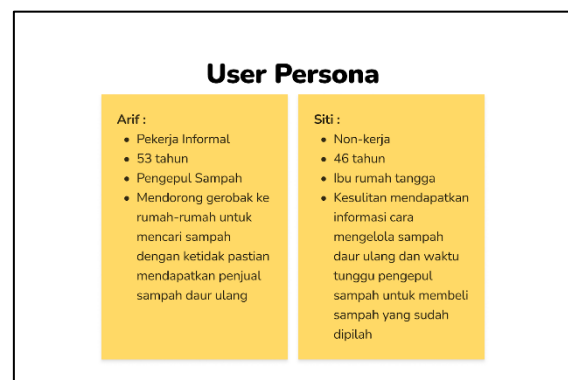 User Persona
Arif :
• Pekerja Informal
• 53 tahun
• Pengepul Sampah
• Mendorong gerobak ke
rumah-rumah untuk
mencari sampah
dengan ketidak pastian
mendapatkan penjual
sampah daur ulang
Siti :
• Non-kerja
• 46 tahun
• Ibu rumah tangga
• Kesulitan mendapatkan
informasi cara
mengelola sampah
daur ulang dan waktu
tunggu pengepul
sampah untuk membeli
sampah yang sudah
dipilah